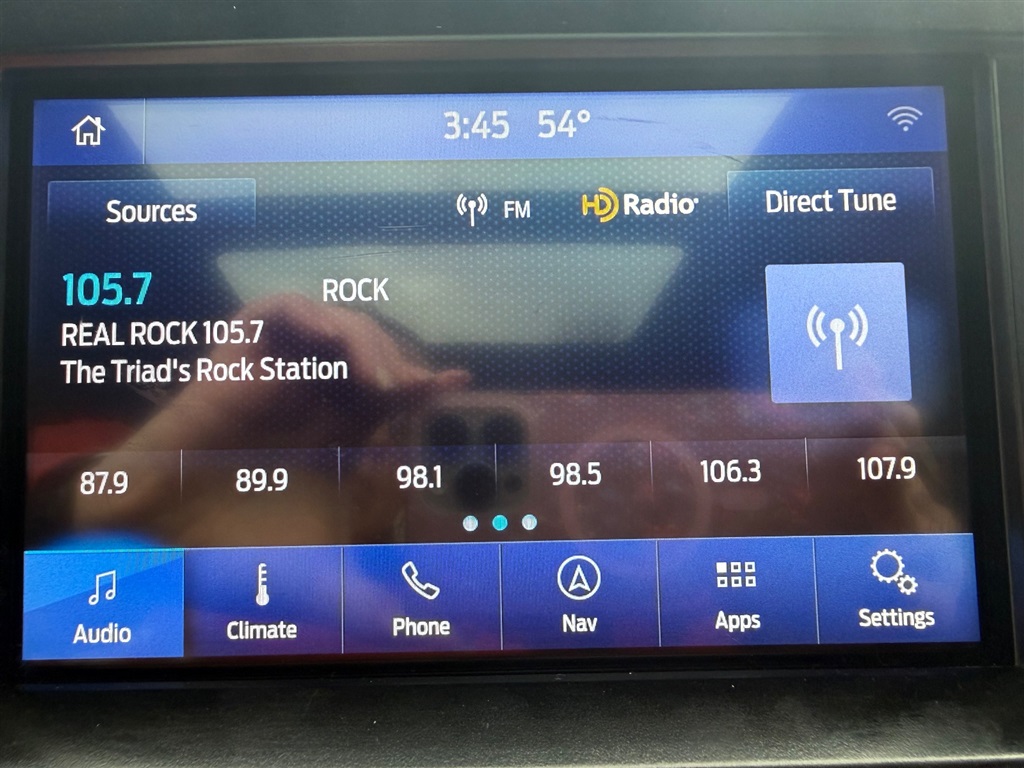 3:45 54°
Sources FM HD Radio Direct Tune
105.7 ROCK
REAL ROCK 105.7
The Triad's Rock Station
87.9 89.9 98.1 98.5 106.3 107.9
Audio Climate Phone Nav Apps Settings